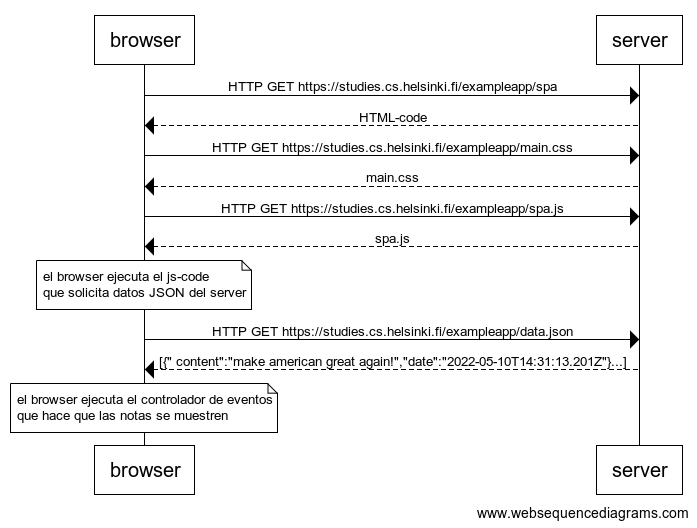 browser
server
HTTP GET https://studies.cs.helsinki.fi/exampleapp/spa
HTML-code
HTTP GET https://studies.cs.helsinki.fi/exampleapp/main.css
main.css
HTTP GET https://studies.cs.helsinki.fi/exampleapp/spa.js
spa.js
el browser ejecuta el js-code
que solicita datos JSON del server
HTTP GET https://studies.cs.helsinki.fi/exampleapp/data.json
[{" content":"make american great again!","date":"2022-05-10T14:31:13.201Z"}...]
el browser ejecuta el controlador de eventos
que hace que las notas se muestren
browser
server
www.websequencediagrams.com